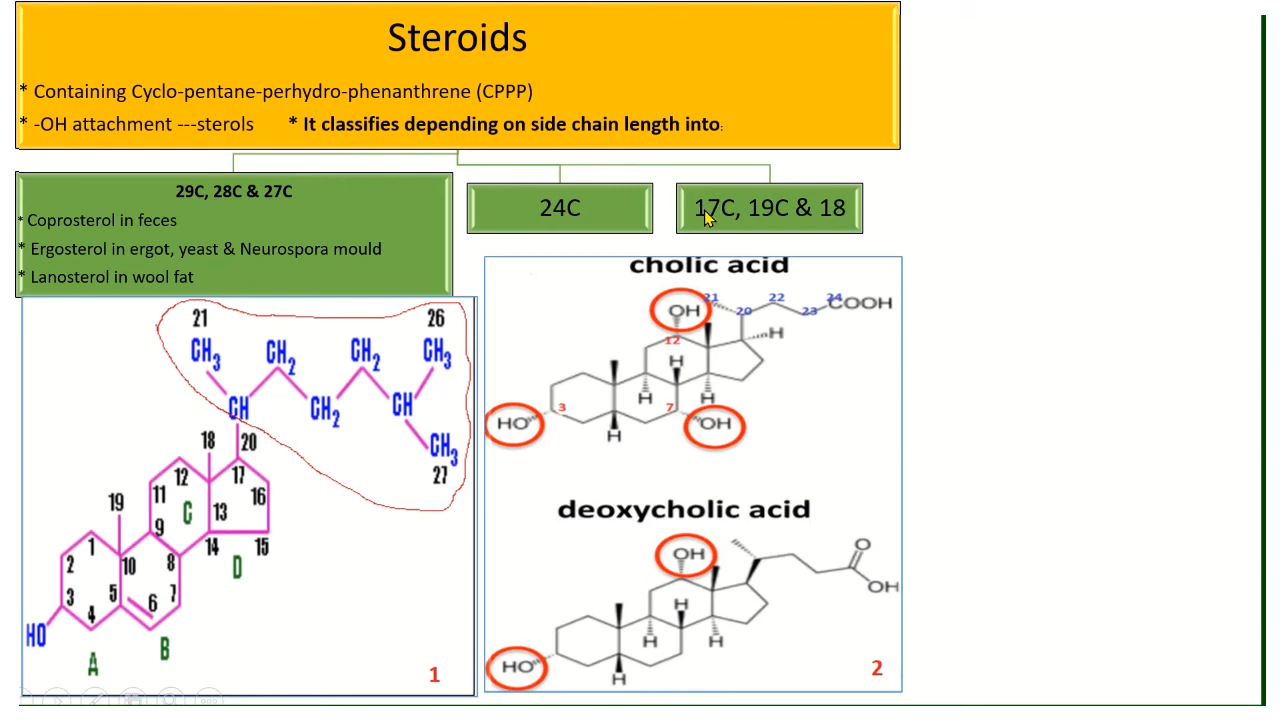 Steroids
* Containing Cyclo-pentane-perhydro-phenanthrene (CPPP)
* -OH attachment ---sterols * It classifies depending on side chain length into:
29C, 28C & 27C
* Coprosterol in feces
* Ergosterol in ergot, yeast & Neurospora mould
* Lanosterol in wool fat
24C
17C, 19C & 18
21 26
CH3 CH2 CH2 CH3
CH CH2 CH
CH3
18 20
27
12 17
11 16
19 C 13
9
1 14 15
2 10 8 D
3 5 6 7
4
HO
A B
1
cholic acid
21 22 24 COOH
OH 20 23
12 H
H
H H
3 7
HO OH
H
deoxycholic acid
OH O
OH
H
H H
HO
H
2